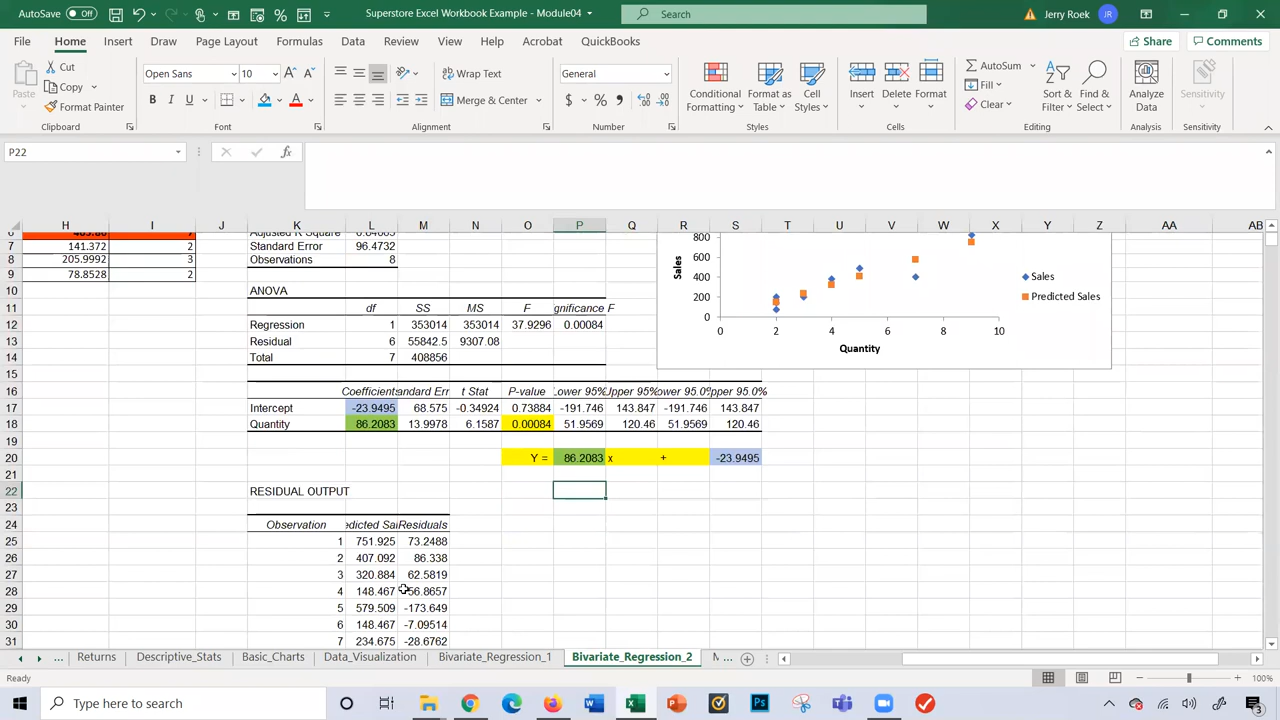 AutoSave Off Superstore Excel Workbook Example - Module04 Search Jerry Roek JR
File Home Insert Draw Page Layout Formulas Data Review View Help Acrobat QuickBooks Share Comments
Paste Cut Copy Format Painter
Open Sans 10 Wrap Text Merge & Center General
B I U A $ % 9
Conditional Formatting Format as Table Cell Styles Insert Delete Format
AutoSum Fill Clear Sort & Filter Find & Select Analyze Data Sensitivity
Clipboard Font Alignment Number Styles Cells Editing Analysis Sensitivity
P22 fx
H I J K L M N O P Q R S T U V W X Y Z AA AB
7 141.372 2 Standard Error 96.4732
8 205.9992 3 Observations 8
9 78.8528 2
10 ANOVA
11 df SS MS F gnificance F
12 Regression 1 353014 353014 37.9296 0.00084
13 Residual 6 55842.5 9307.08
14 Total 7 408856
15
16 Coefficient andard Err t Stat P-value Lower 95% Upper 95% ower 95.0% pper 95.0%
17 Intercept -23.9495 68.575 -0.34924 0.73884 -191.746 143.847 -191.746 143.847
18 Quantity 86.2083 13.9978 6.1587 0.00084 51.9569 120.46 51.9569 120.46
19
20 Y = 86.2083 x + -23.9495
21
22 RESIDUAL OUTPUT
23
24 Observation edicted Sal Residuals
25 1 751.925 73.2488
26 2 407.092 86.338
27 3 320.884 62.5819
28 4 148.467 56.8657
29 5 579.509 -173.649
30 6 148.467 -7.09514
31 7 234.675 -28.6762
Sales
800
600
400
200
0
0 2 4 6 8 10
Quantity
Sales
Predicted Sales
... Returns Descriptive_Stats Basic_Charts Data_Visualization Bivariate_Regression_1 Bivariate_Regression_2 M ...
Ready 100%
Type here to search 3